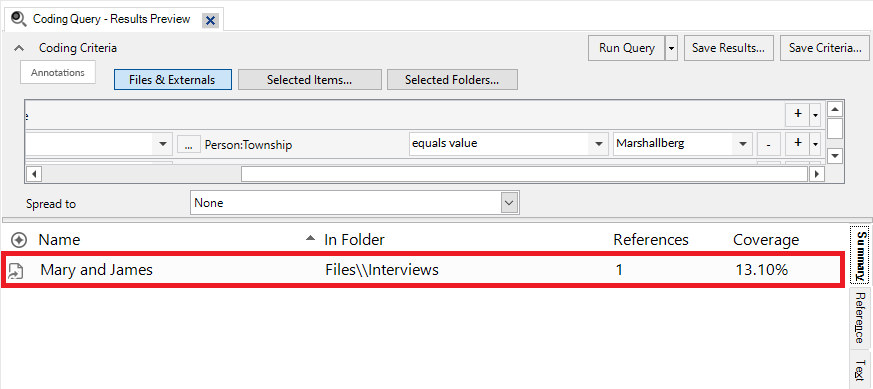 Coding Query - Results Preview
Coding Criteria
Run Query
Save Results...
Save Criteria...
Annotations
Files & Externals
Selected Items...
Selected Folders...
+
... Person:Township equals value Marshallberg - +
Spread to None
Name In Folder References Coverage
Mary and James Files\\Interviews 1 13.10%
Summary
Reference
Text